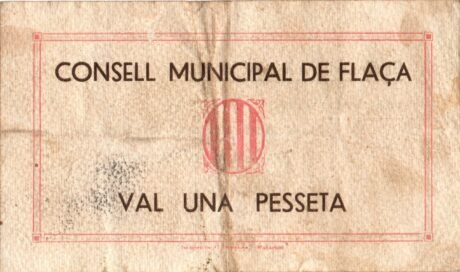 CONSELL MUNICIPAL DE FLAÇA
VAL UNA PESSETA